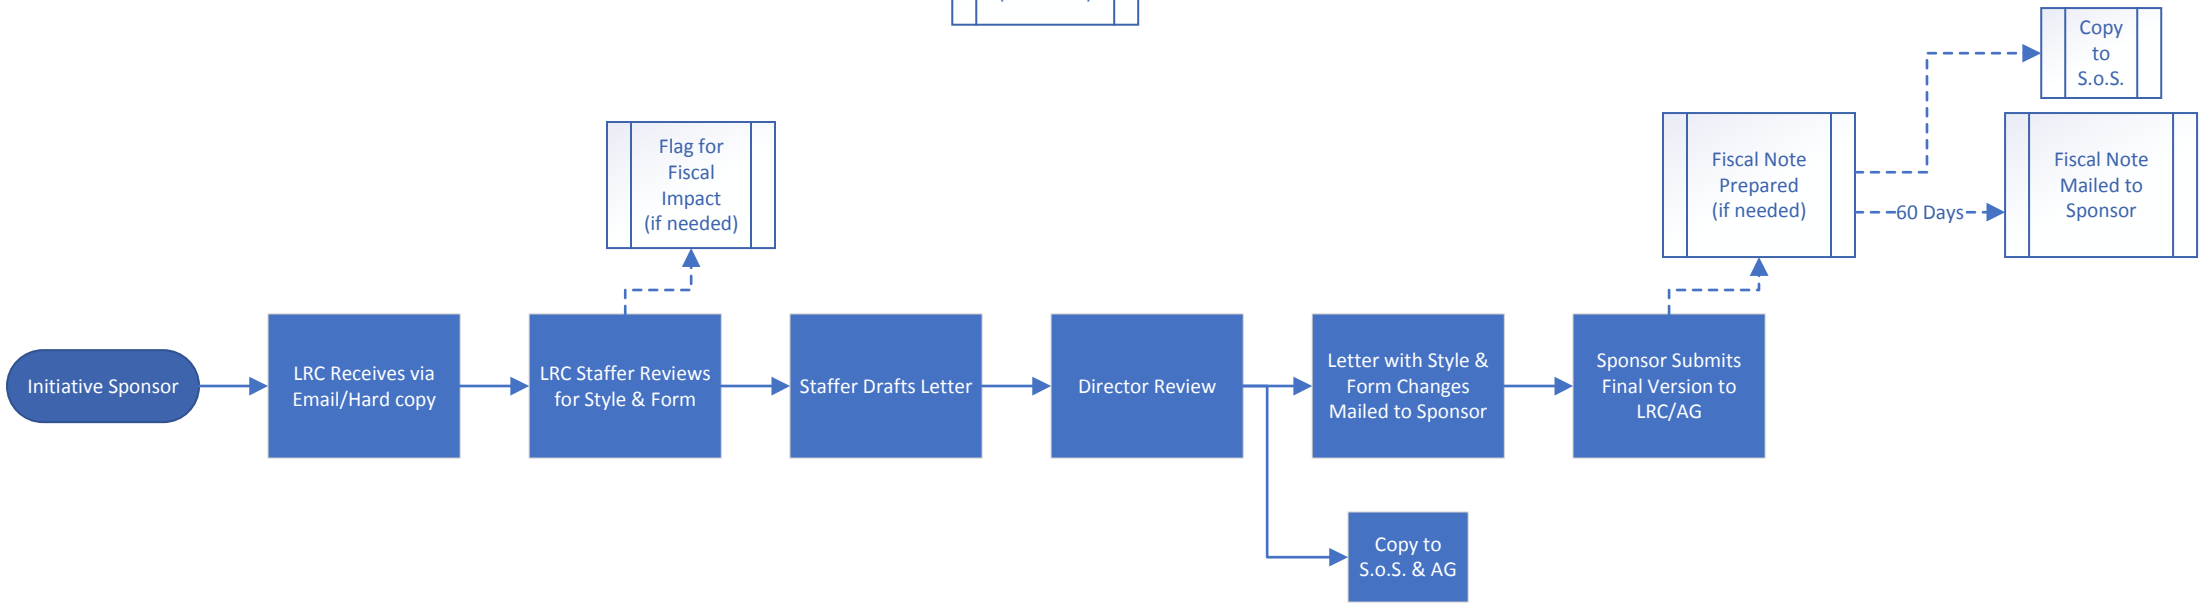 Copy
to
S.o.S.
Flag for
Fiscal
Impact
(if needed)
Fiscal Note
Prepared
(if needed)
60 Days
Fiscal Note
Mailed to
Sponsor
Initiative Sponsor
LRC Receives via
Email/Hard copy
LRC Staffer Reviews
for Style & Form
Staffer Drafts Letter
Director Review
Letter with Style &
Form Changes
Mailed to Sponsor
Sponsor Submits
Final Version to
LRC/AG
Copy to
S.o.S. & AG